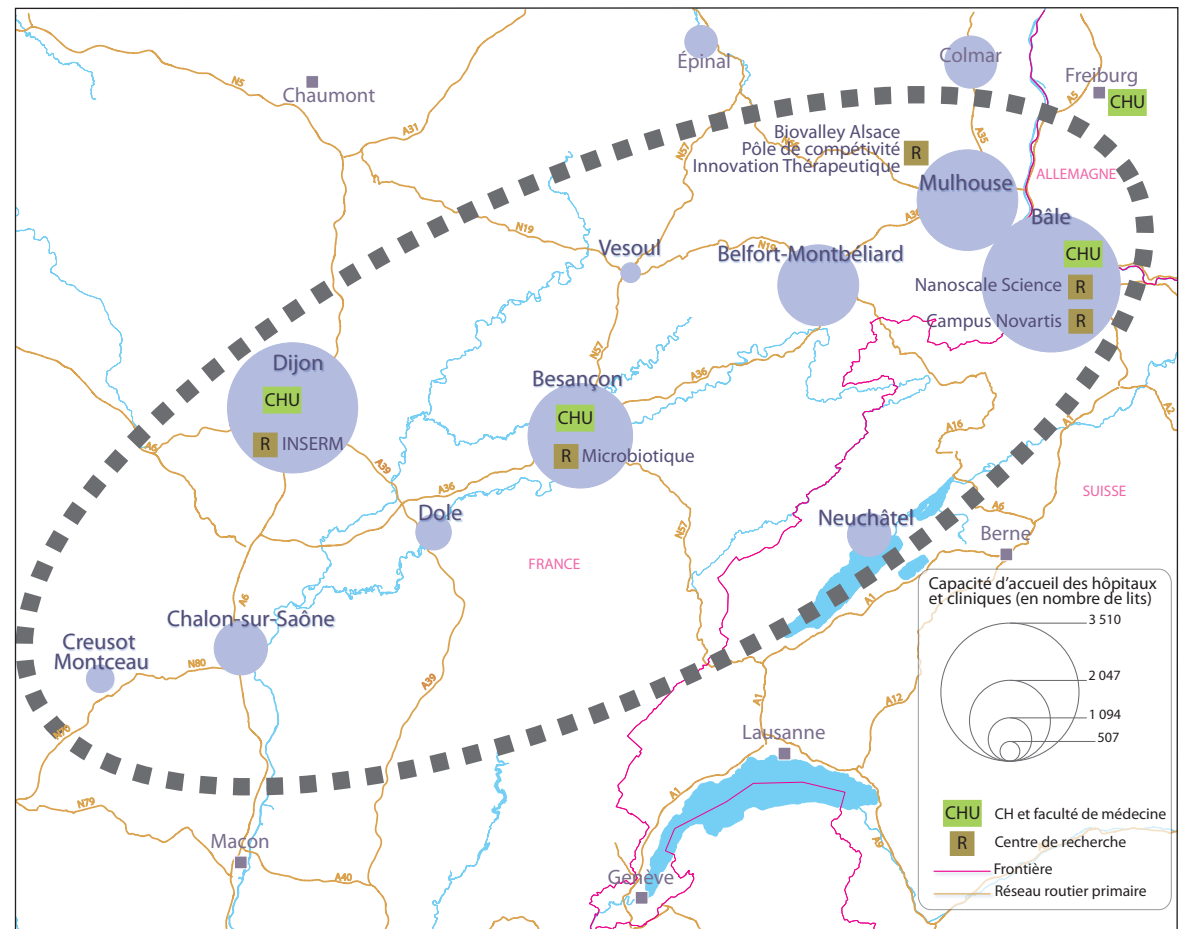 Épinal
Colmar
Chaumont
Freiburg
CHU
N5
A31
A5
A35
N57
Biovalley Alsace
Pôle de compétivité
Innovation Thérapeutique
R
ALLEMAGNE
Mulhouse
Bâle
N19
Vesoul
N19
Belfort-Montbéliard
CHU
Nanoscale Science
R
Campus Novartis
R
N57
Dijon
CHU
R
INSERM
Besançon
CHU
R
Microbiotique
A36
A2
A1
A16
A6
A39
A36
Dole
SUISSE
Neuchâtel
A6
Berne
N57
FRANCE
A1
A6
Chalon-sur-Saône
Creusot
Montceau
N80
A39
N70
N79
Mâcon
A40
A1
A12
Lausanne
A1
A9
Genève
Capacité d'accueil des hôpitaux
et cliniques (en nombre de lits)
3 510
2 047
1 094
507
CHU
CH et faculté de médecine
R
Centre de recherche
Frontière
Réseau routier primaire